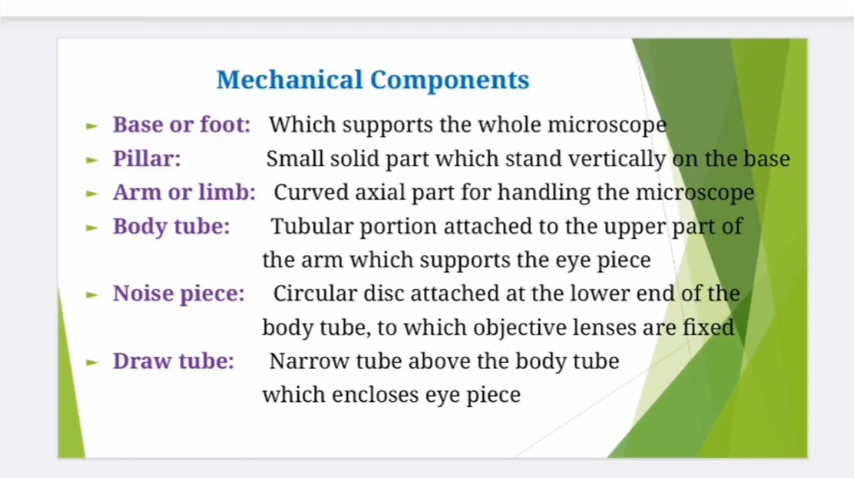 Mechanical Components
► Base or foot: Which supports the whole microscope
► Pillar: Small solid part which stand vertically on the base
► Arm or limb: Curved axial part for handling the microscope
► Body tube: Tubular portion attached to the upper part of
the arm which supports the eye piece
► Noise piece: Circular disc attached at the lower end of the
body tube, to which objective lenses are fixed
► Draw tube: Narrow tube above the body tube
which encloses eye piece